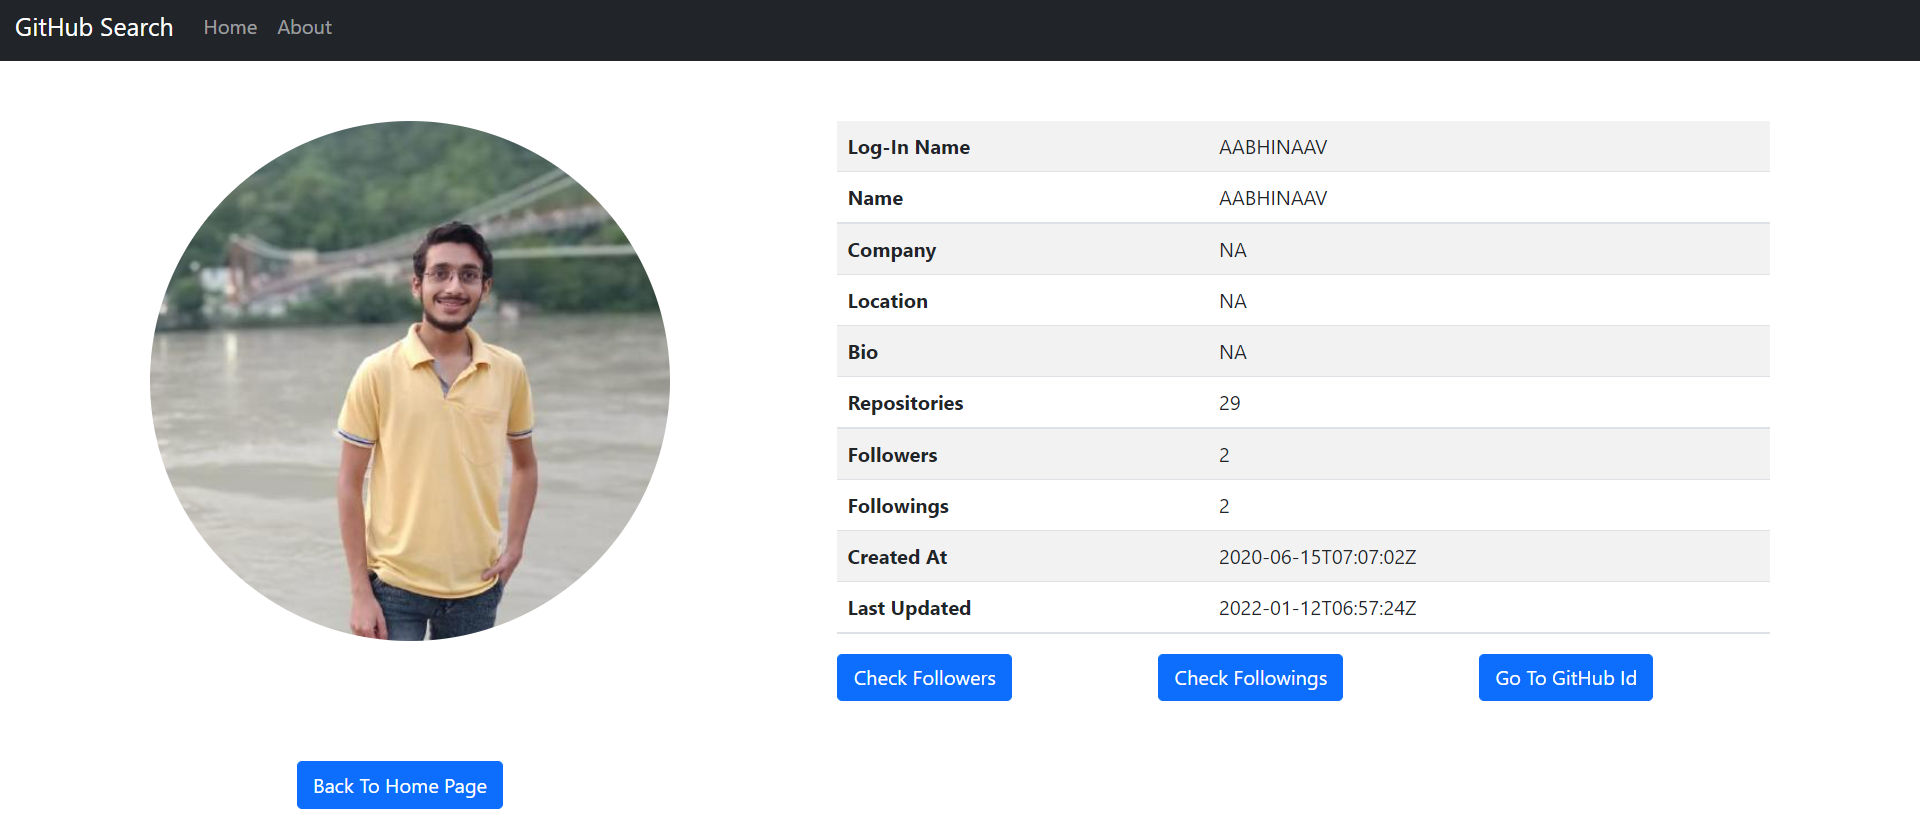 GitHub Search Home About
Log-In Name AABHINAAV
Name AABHINAAV
Company NA
Location NA
Bio NA
Repositories 29
Followers 2
Followings 2
Created At 2020-06-15T07:07:02Z
Last Updated 2022-01-12T06:57:24Z
Check Followers Check Followings Go To GitHub Id
Back To Home Page